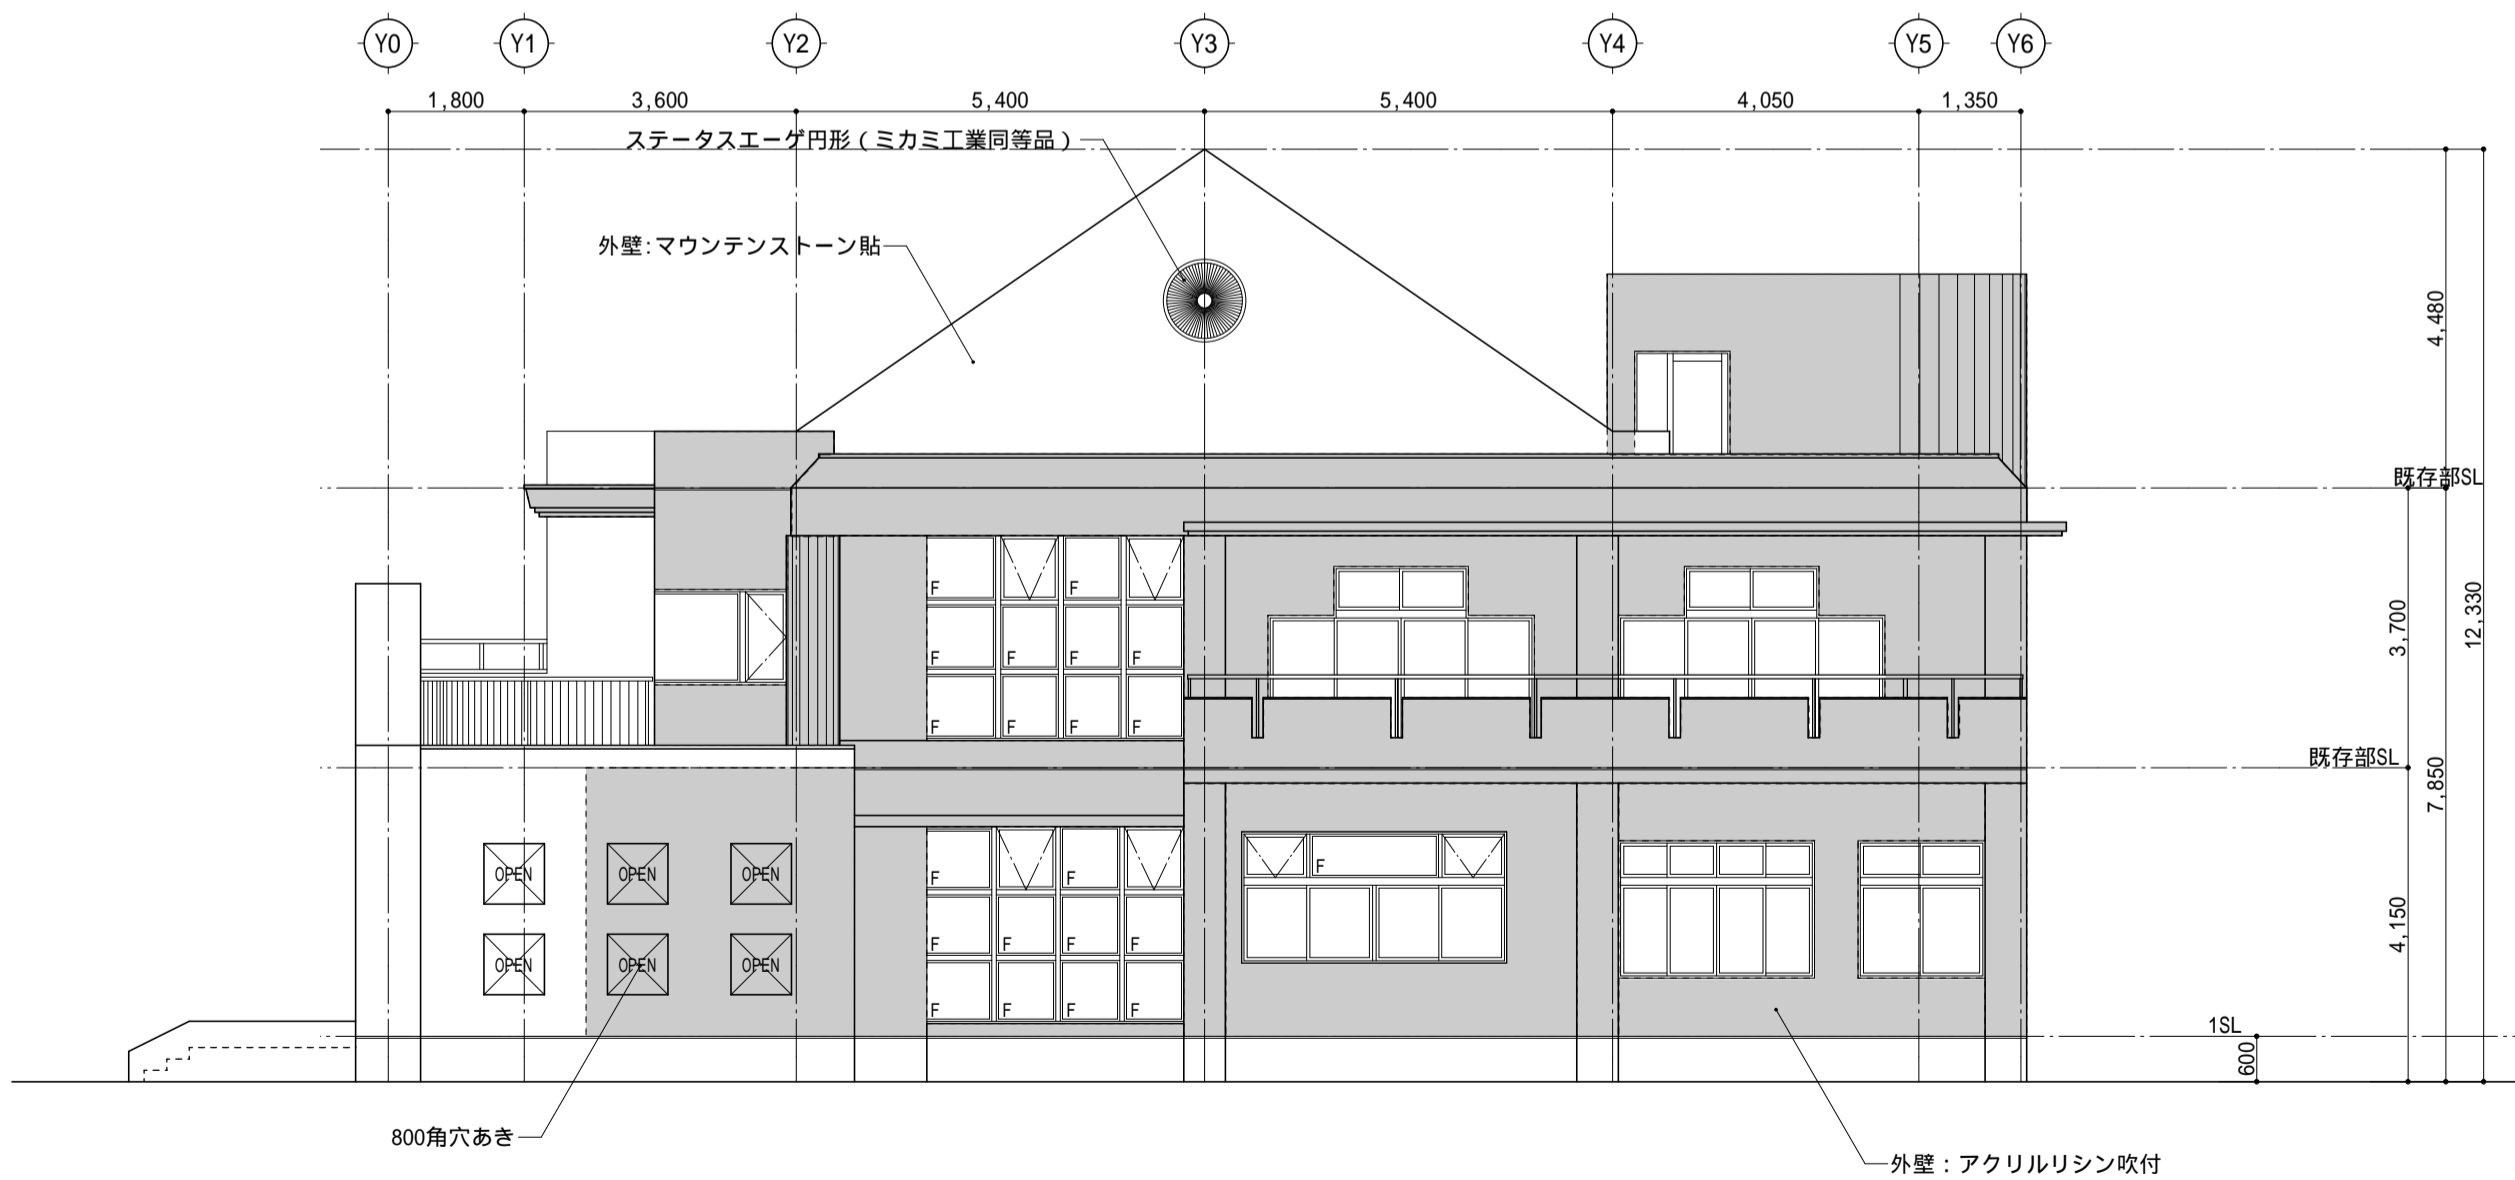 Y0
Y1
Y2
Y3
Y4
Y5
Y6
1,800
3,600
5,400
5,400
4,050
1,350
ステータスエーゲ円形(ミカミ工業同等品)
外壁:マウンテンストーン貼
4,480
既存部SL
3,700
12,330
F
F
F
F
F
F
F
F
F
F
既存部SL
7,850
OPEN
OPEN
OPEN
F
F
F
4,150
OPEN
OPEN
OPEN
F
F
F
F
F
F
F
F
1SL
600
800角穴あき
外壁:アクリルリシン吹付